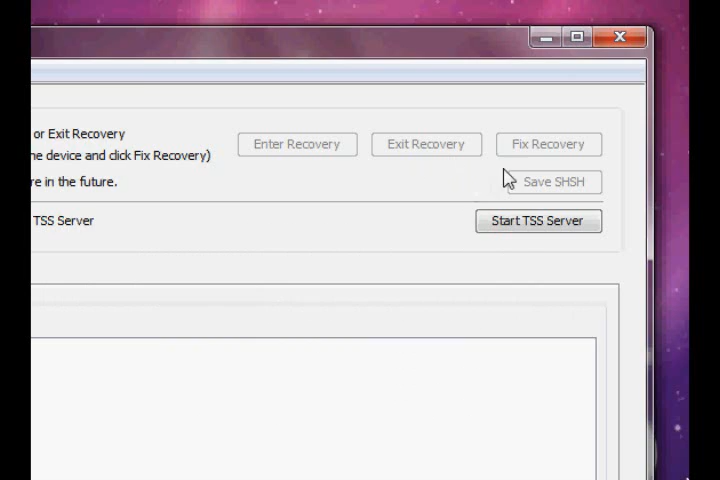 or Exit Recovery
Enter Recovery
Exit Recovery
Fix Recovery
he device and click Fix Recovery)
re in the future.
Save SHSH
TSS Server
Start TSS Server